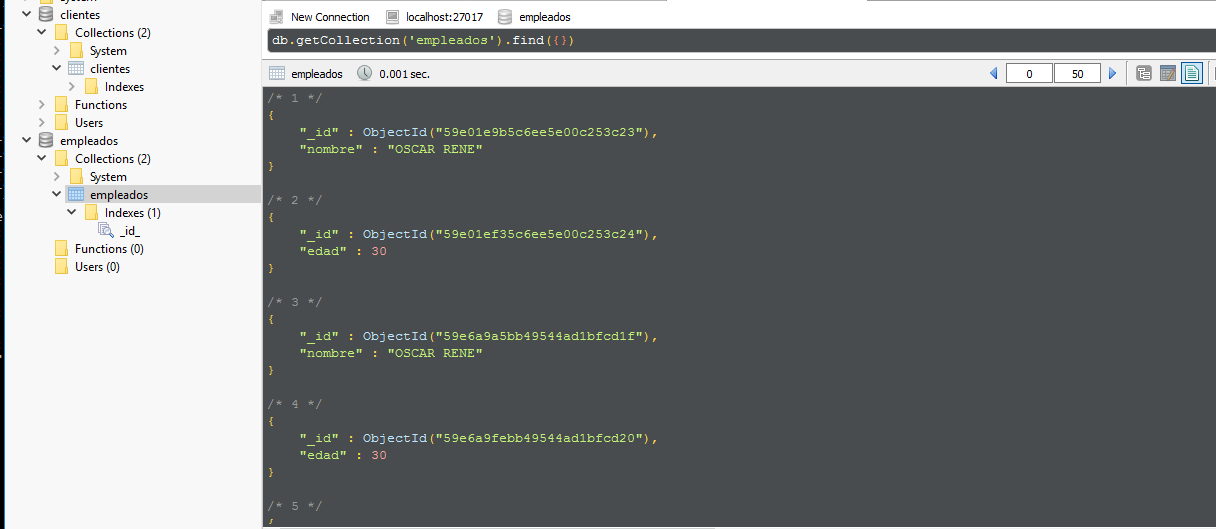 system
clientes
Collections (2)
System
clientes
Indexes
Functions
Users
empleados
Collections (2)
System
empleados
Indexes (1)
_id_
Functions (0)
Users (0)
New Connection localhost:27017 empleados
db.getCollection('empleados').find({})
empleados 0.001 sec. 0 50
/* 1 */
{
"_id" : ObjectId("59e01e9b5c6ee5e00c253c23"),
"nombre" : "OSCAR RENE"
}
/* 2 */
{
"_id" : ObjectId("59e01ef35c6ee5e00c253c24"),
"edad" : 30
}
/* 3 */
{
"_id" : ObjectId("59e6a9a5bb49544ad1bfcd1f"),
"nombre" : "OSCAR RENE"
}
/* 4 */
{
"_id" : ObjectId("59e6a9febb49544ad1bfcd20"),
"edad" : 30
}
/* 5 */
{